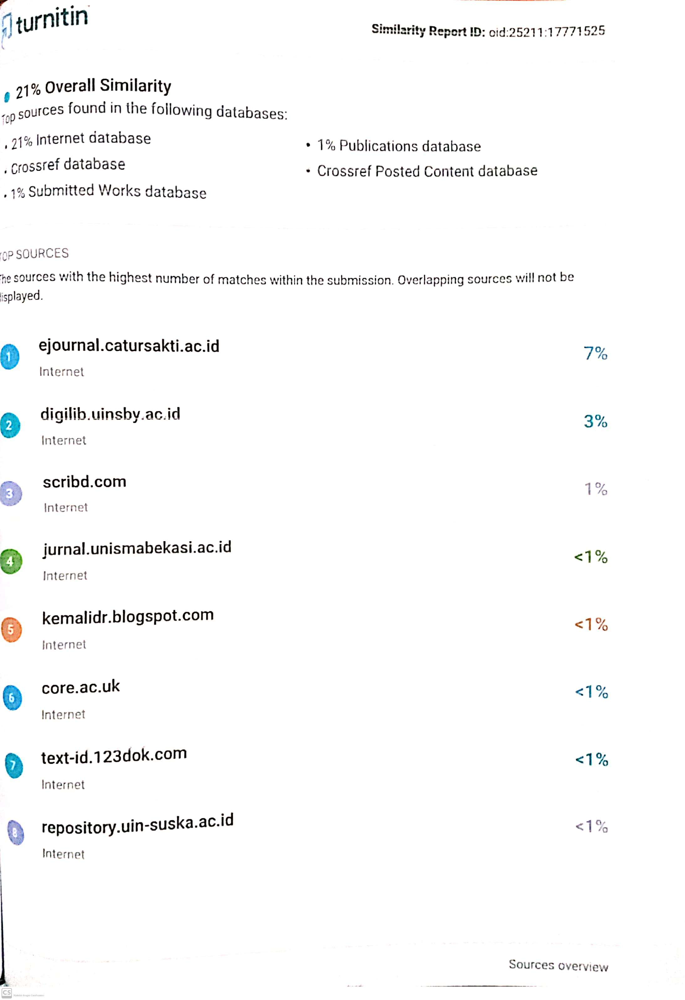 turnitin
Similarity Report ID: oid:25211:17771525
21% Overall Similarity
Top sources found in the following databases:
• 21% Internet database
• 1% Publications database
• Crossref database
• Crossref Posted Content database
• 1% Submitted Works database
TOP SOURCES
The sources with the highest number of matches within the submission. Overlapping sources will not be
displayed.
1 ejournal.catursakti.ac.id 7%
Internet
2 digilib.uinsby.ac.id 3%
Internet
3 scribd.com 1%
Internet
4 jurnal.unismabekasi.ac.id <1%
Internet
5 kemalidr.blogspot.com <1%
Internet
6 core.ac.uk <1%
Internet
7 text-id.123dok.com <1%
Internet
8 repository.uin-suska.ac.id <1%
Internet
Sources overview
CS Dipindai dengan CamScanner